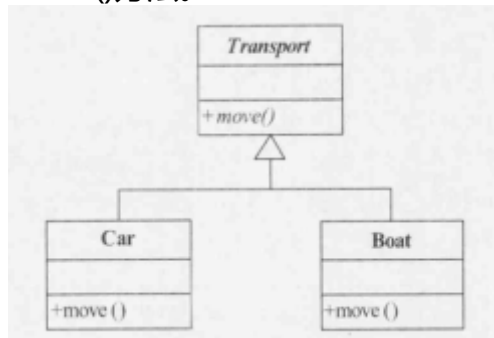 Transport
+move()
Car
Boat
+move ()
+move ()